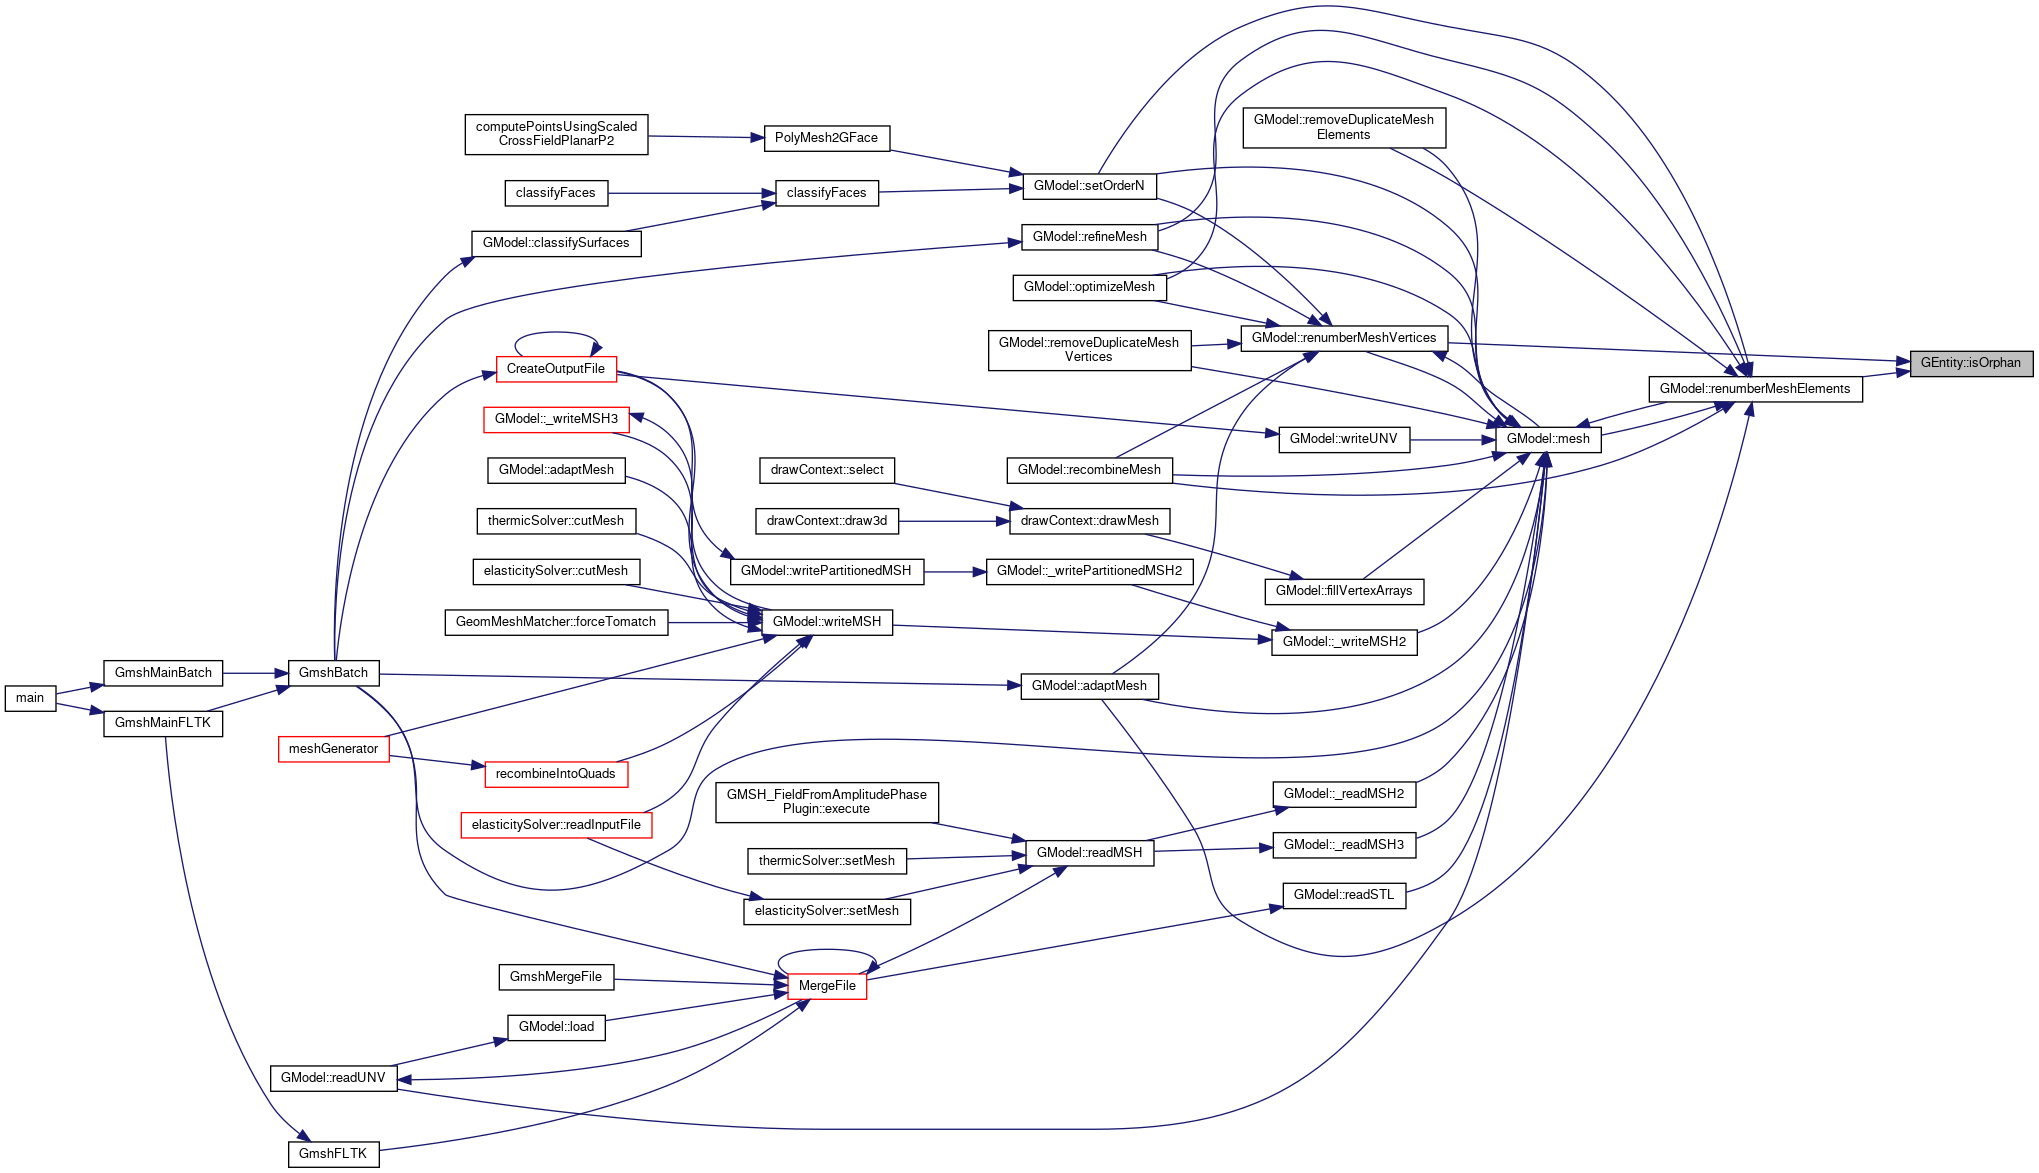 computePointsUsingScaled
CrossFieldPlanarP2
PolyMesh2GFace
GModel::removeDuplicateMesh
Elements
classifyFaces
classifyFaces
GModel::setOrderN
GModel::classifySurfaces
GModel::refineMesh
GModel::optimizeMesh
GModel::removeDuplicateMesh
Vertices
GModel::renumberMeshVertices
GEntity::isOrphan
CreateOutputFile
GModel::renumberMeshElements
GModel::_writeMSH3
GModel::writeUNV
GModel::mesh
GModel::adaptMesh
drawContext::select
GModel::recombineMesh
thermicSolver::cutMesh
drawContext::draw3d
drawContext::drawMesh
elasticitySolver::cutMesh
GModel::writePartitionedMSH
GModel::_writePartitionedMSH2
GModel::fillVertexArrays
GeomMeshMatcher::forceTomatch
GModel::writeMSH
GModel::_writeMSH2
GmshMainBatch
GmshBatch
GModel::adaptMesh
main
GmshMainFLTK
meshGenerator
recombineIntoQuads
GMSH_FieldFromAmplitudePhase
Plugin::execute
GModel::_readMSH2
elasticitySolver::readInputFile
thermicSolver::setMesh
GModel::readMSH
GModel::_readMSH3
elasticitySolver::setMesh
GModel::readSTL
GmshMergeFile
MergeFile
GModel::load
GModel::readUNV
GmshFLTK